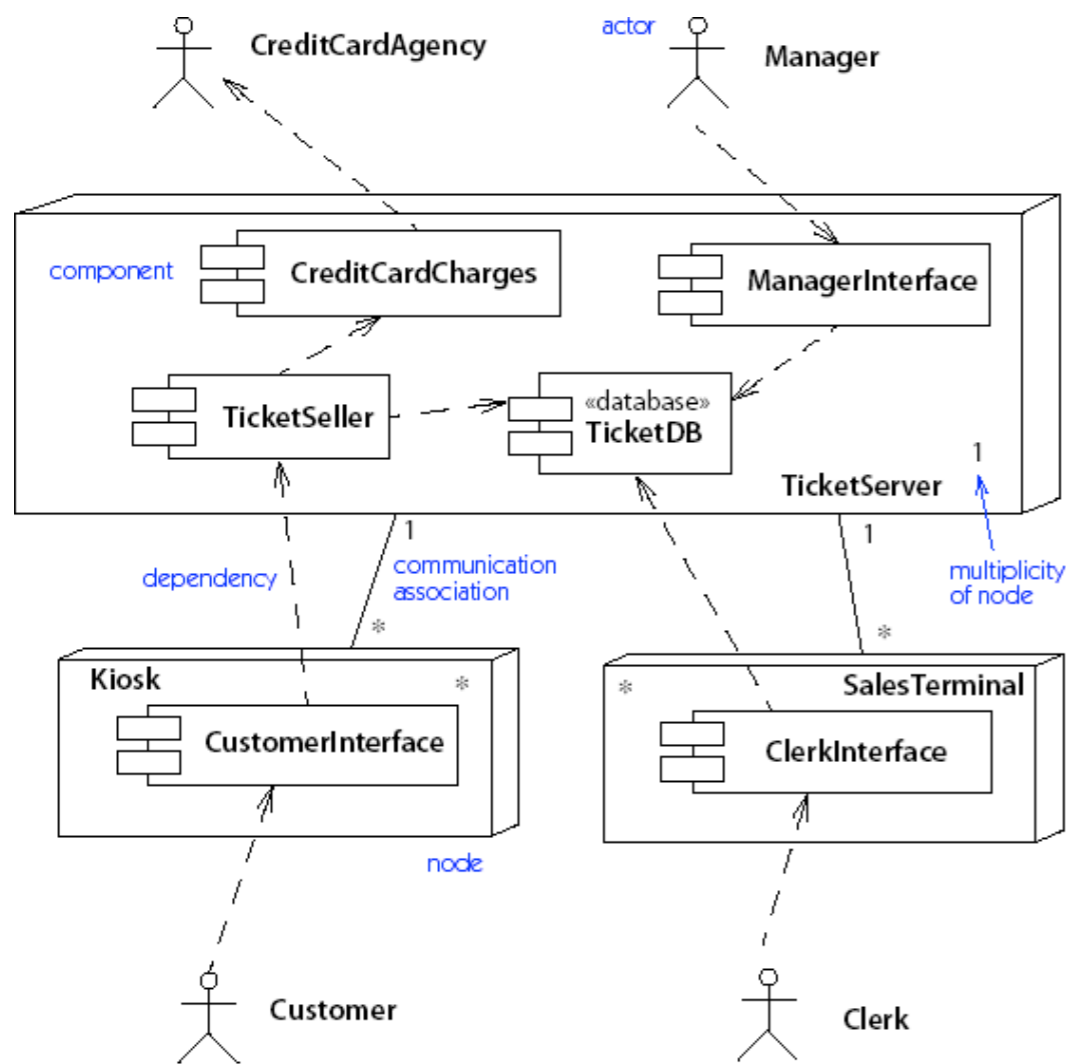 CreditCardAgency
actor
Manager
component
CreditCardCharges
ManagerInterface
TicketSeller
«database»
TicketDB
1
TicketServer
1
1
dependency
communication
association
multiplicity
of node
*
*
Kiosk
*
*
SalesTerminal
CustomerInterface
ClerkInterface
node
Customer
Clerk